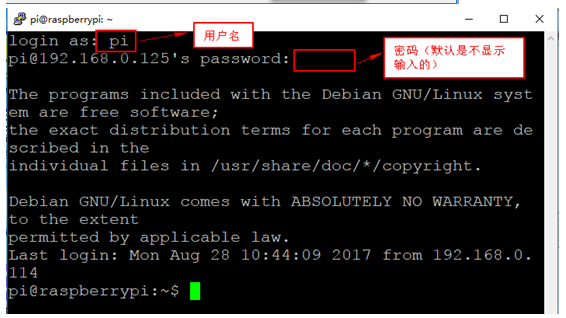 pi@raspberrypi: ~
login as: pi
用户名
pi@192.168.0.125's password:
密码（默认是不显示
输入的）
The programs included with the Debian GNU/Linux syst
em are free software;
the exact distribution terms for each program are de
scribed in the
individual files in /usr/share/doc/*/copyright.
Debian GNU/Linux comes with ABSOLUTELY NO WARRANTY,
to the extent
permitted by applicable law.
Last login: Mon Aug 28 10:44:09 2017 from 192.168.0.
114
pi@raspberrypi:~$